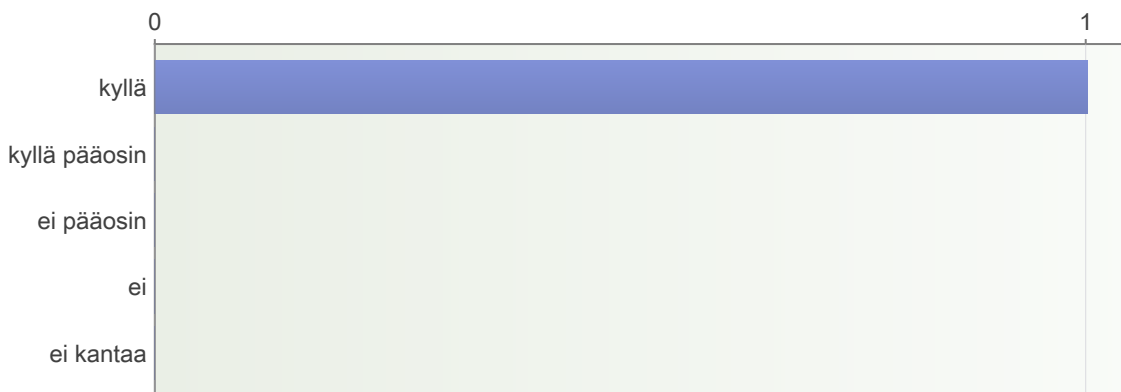 0 1
kyllä
kyllä pääosin
ei pääosin
ei
ei kantaa